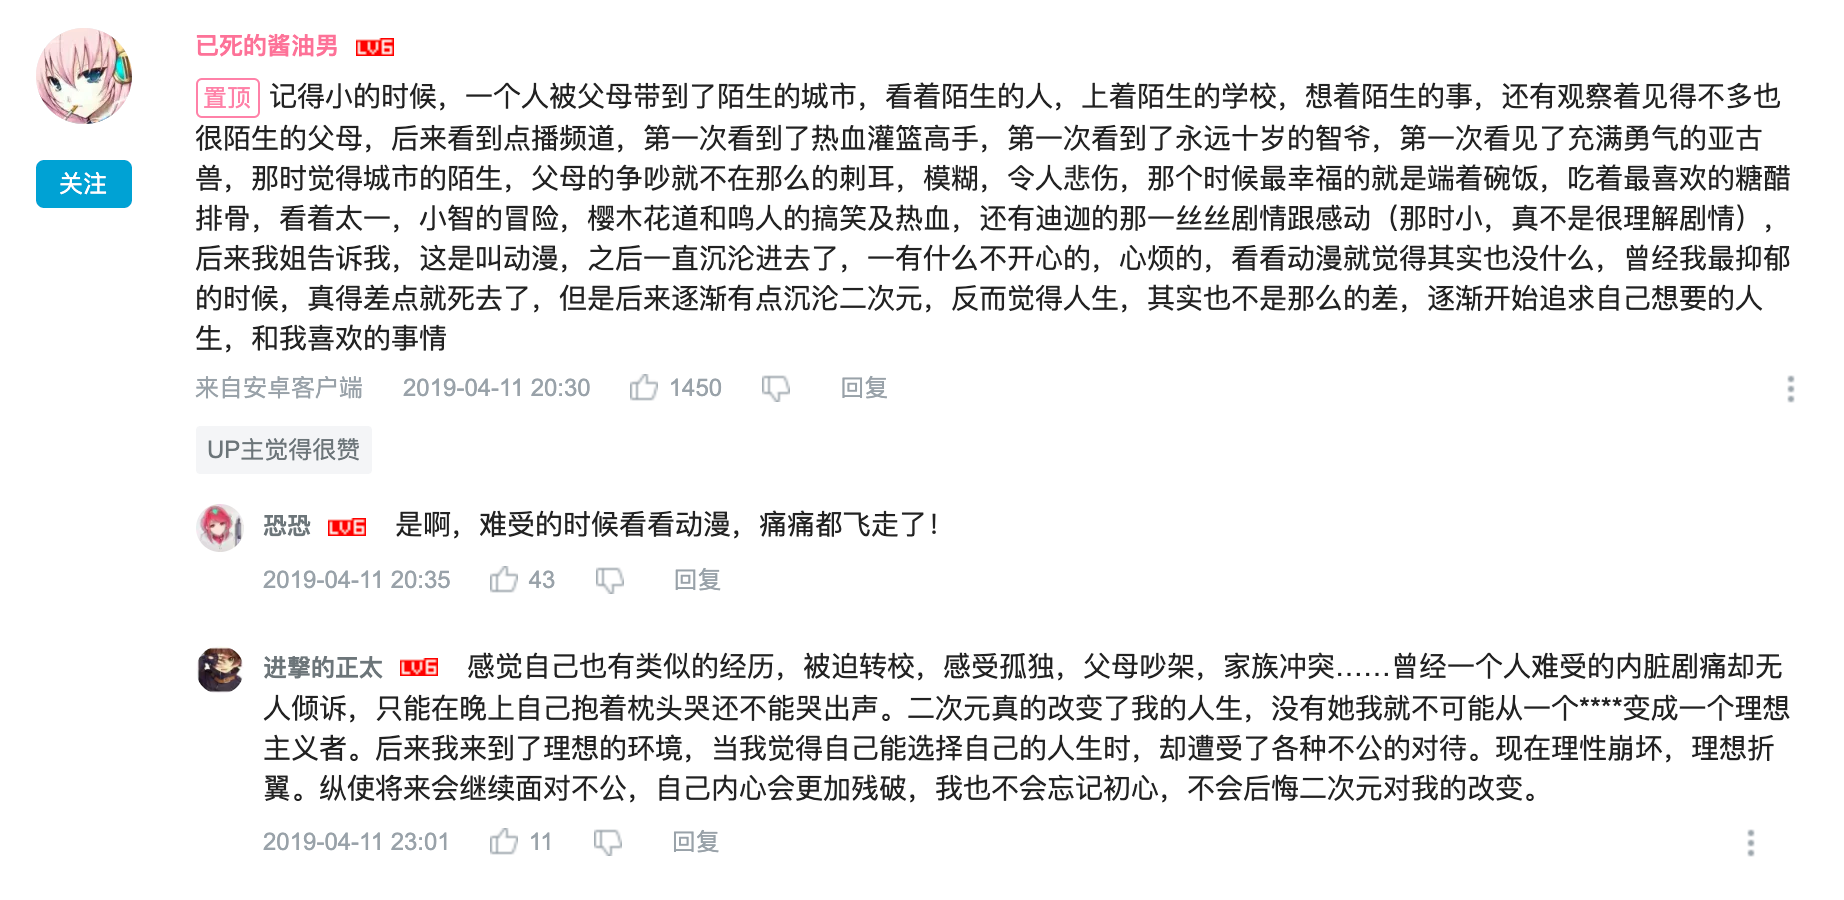 已死的酱油男 LV6
置顶 记得小的时候，一个人被父母带到了陌生的城市，看着陌生的人，上着陌生的学校，想着陌生的事，还有观察着见得不多也
很陌生的父母，后来看到点播频道，第一次看到了热血灌篮高手，第一次看到了永远十岁的智爷，第一次看见了充满勇气的亚古
关注
兽，那时觉得城市的陌生，父母的争吵就不在那么的刺耳，模糊，令人悲伤，那个时候最幸福的就是端着碗饭，吃着最喜欢的糖醋
排骨，看着太一，小智的冒险，樱木花道和鸣人的搞笑及热血，还有迪迦的那一丝丝剧情跟感动（那时小，真不是很理解剧情），
后来我姐告诉我，这是叫动漫，之后一直沉沦进去了，一有什么不开心的，心烦的，看看动漫就觉得其实也没什么，曾经我最抑郁
的时候，真得差点就死去了，但是后来逐渐有点沉沦二次元，反而觉得人生，其实也不是那么的差，逐渐开始追求自己想要的人
生，和我喜欢的事情
来自安卓客户端 2019-04-11 20:30 1450 回复
UP主觉得很赞
恐恐 LV6 是啊，难受的时候看看动漫，痛痛都飞走了！
2019-04-11 20:35 43 回复
进撃的正太 LV6 感觉自己也有类似的经历，被迫转校，感受孤独，父母吵架，家族冲突……曾经一个人难受的内脏剧痛却无
人倾诉，只能在晚上自己抱着枕头哭还不能哭出声。二次元真的改变了我的人生，没有她我就不可能从一个****变成一个理想
主义者。后来我来到了理想的环境，当我觉得自己能选择自己的人生时，却遭受了各种不公的对待。现在理性崩坏，理想折
翼。纵使将来会继续面对不公，自己内心会更加残破，我也不会忘记初心，不会后悔二次元对我的改变。
2019-04-11 23:01 11 回复